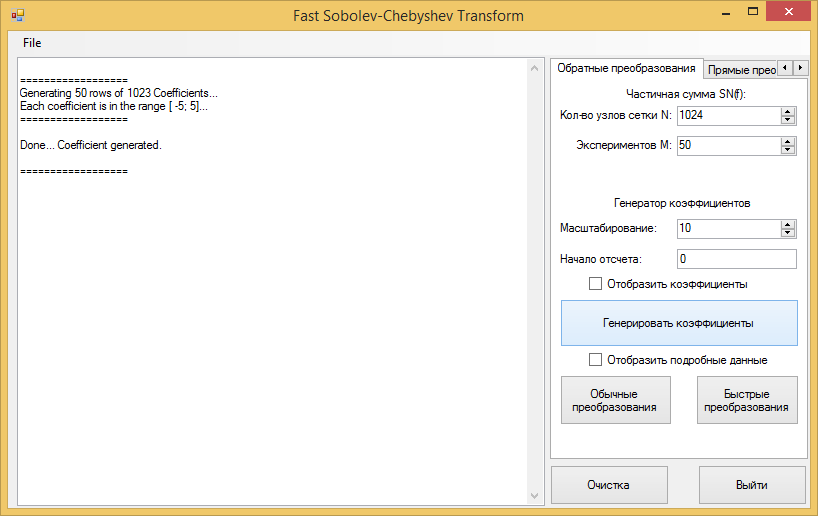 Fast Sobolev-Chebyshev Transform
File
==================
Generating 50 rows of 1023 Coefficients...
Each coefficient is in the range [ -5; 5]...
==================
Done... Coefficient generated.
==================
Обратные преобразования
Прямые прео
Частичная сумма SN(f):
Кол-во узлов сетки N: 1024
Экспериментов M: 50
Генератор коэффициентов
Масштабирование: 10
Начало отсчета: 0
Отобразить коэффициенты
Генерировать коэффициенты
Отобразить подробные данные
Обычные
преобразования
Быстрые
преобразования
Очистка
Выйти